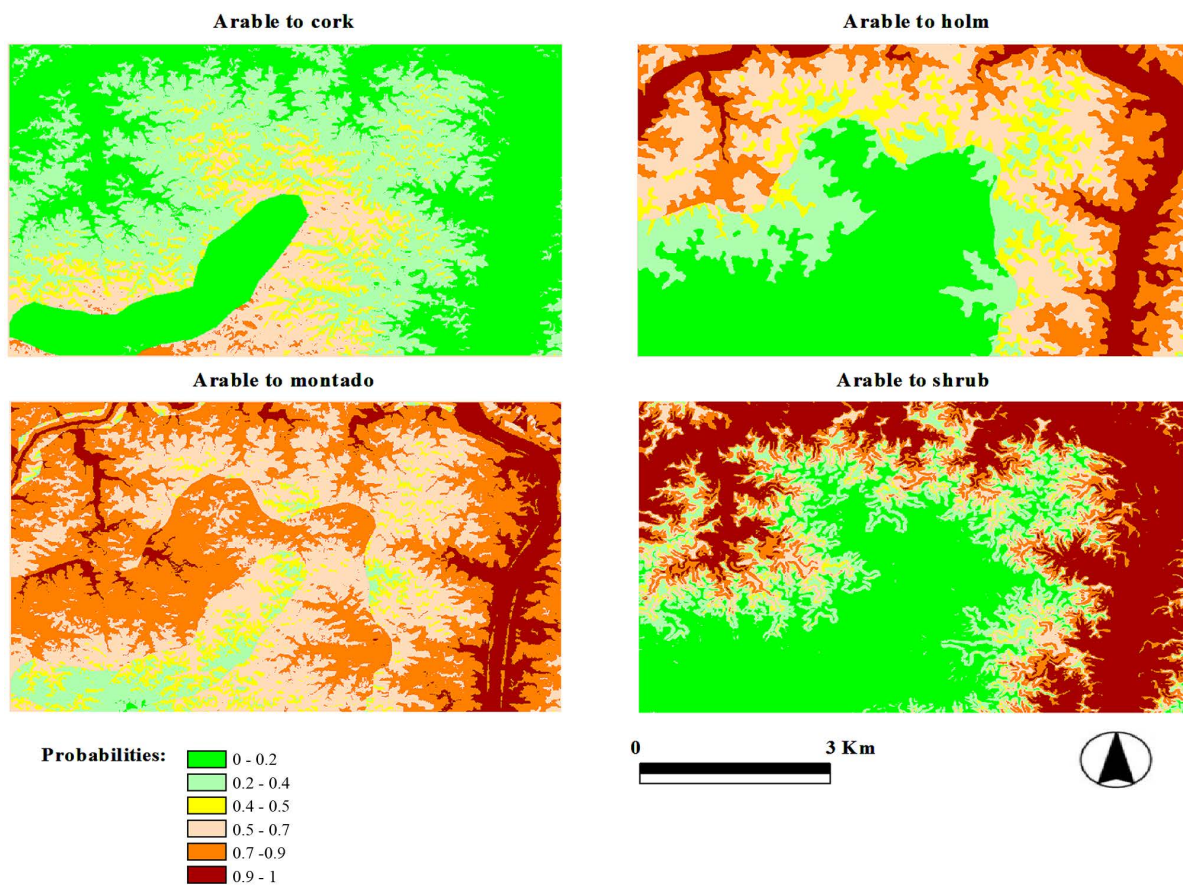 Arable to cork
Arable to holm
Arable to montado
Arable to shrub
Probabilities:
0 - 0.2
0.2 - 0.4
0.4 - 0.5
0.5 - 0.7
0.7 -0.9
0.9 - 1
0 3 Km